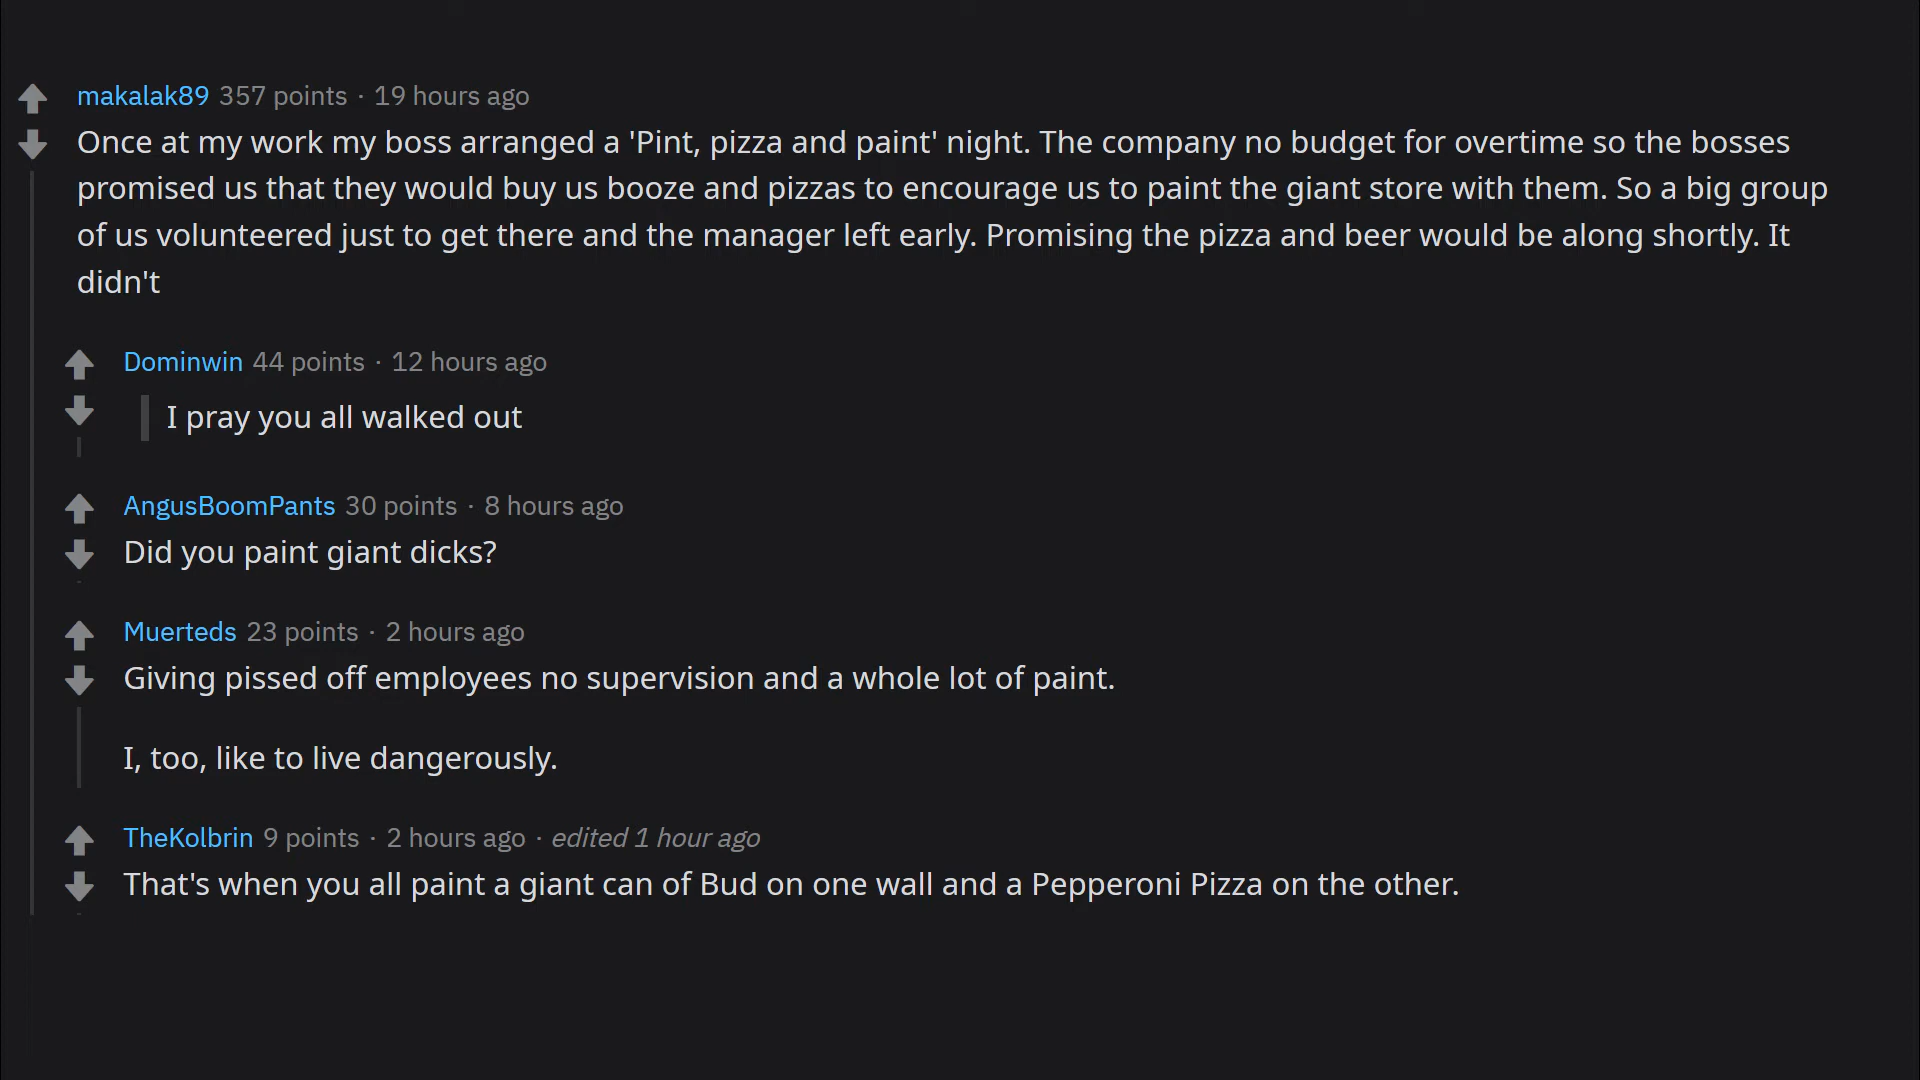 makalak89 357 points · 19 hours ago
Once at my work my boss arranged a 'Pint, pizza and paint' night. The company no budget for overtime so the bosses
promised us that they would buy us booze and pizzas to encourage us to paint the giant store with them. So a big group
of us volunteered just to get there and the manager left early. Promising the pizza and beer would be along shortly. It
didn't
Dominwin 44 points · 12 hours ago
I pray you all walked out
AngusBoomPants 30 points · 8 hours ago
Did you paint giant dicks?
Muerteds 23 points · 2 hours ago
Giving pissed off employees no supervision and a whole lot of paint.
I, too, like to live dangerously.
TheKolbrin 9 points · 2 hours ago · edited 1 hour ago
That's when you all paint a giant can of Bud on one wall and a Pepperoni Pizza on the other.